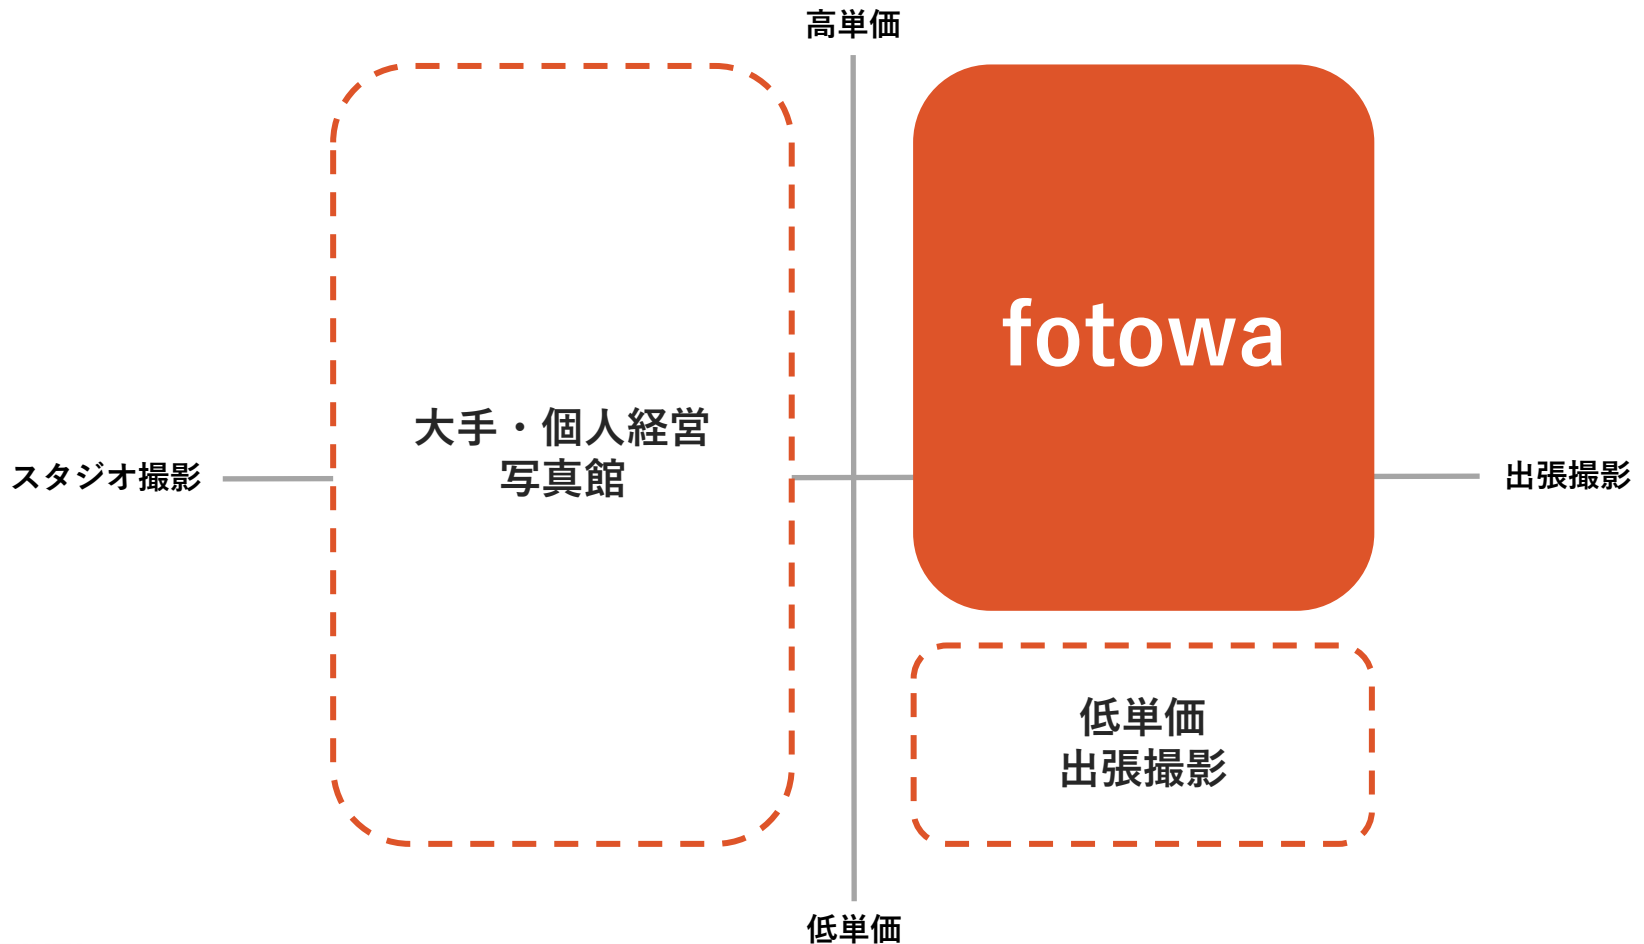 高単価
fotowa
大手・個人経営
写真館
スタジオ撮影
出張撮影
低単価
出張撮影
低単価